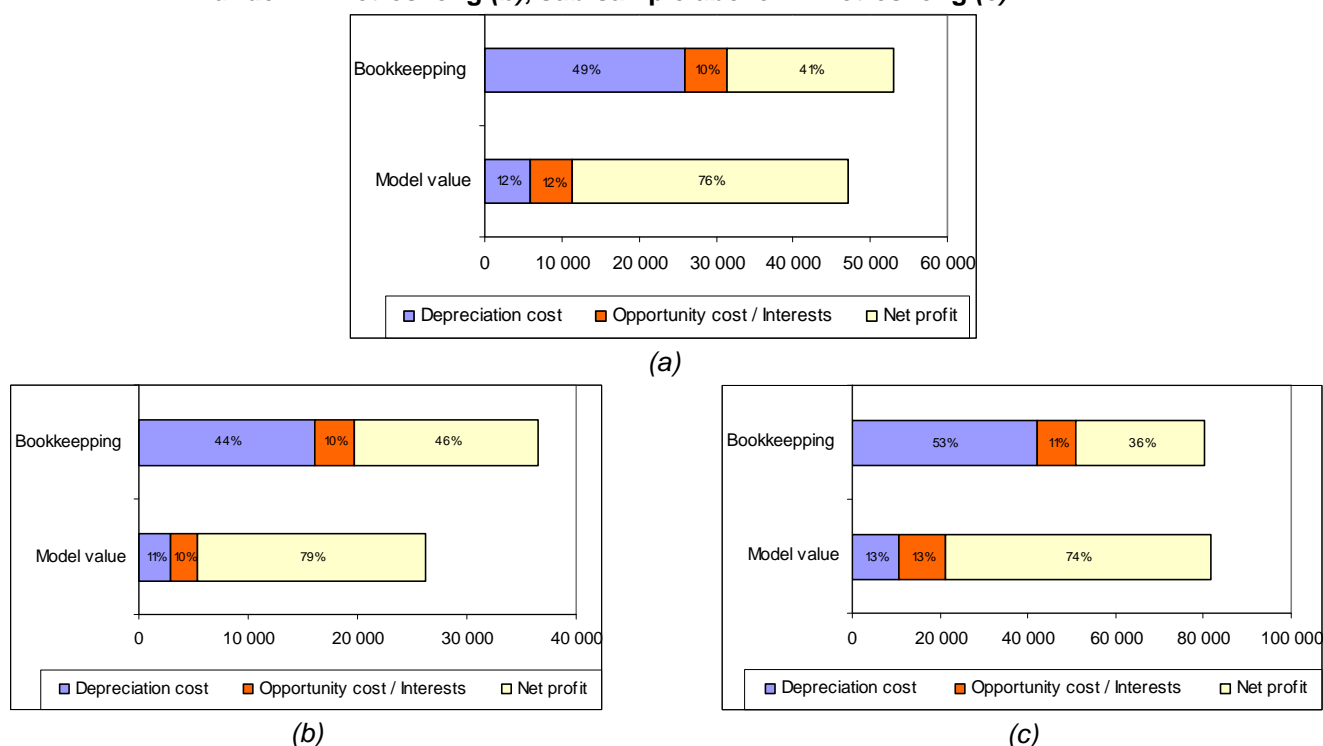 Bookkeepping
49%
10%
41%
Model value
12%
12%
76%
0 10 000 20 000 30 000 40 000 50 000 60 000
Depreciation cost Opportunity cost / Interests Net profit
(a)
Bookkeepping
44%
10%
46%
Model value
11%
10%
79%
0 10 000 20 000 30 000 40 000
Depreciation cost Opportunity cost / Interests Net profit
(b)
Bookkeepping
53%
11%
36%
Model value
13%
13%
74%
0 20 000 40 000 60 000 80 000 100 000
Depreciation cost Opportunity cost / Interests Net profit
(c)